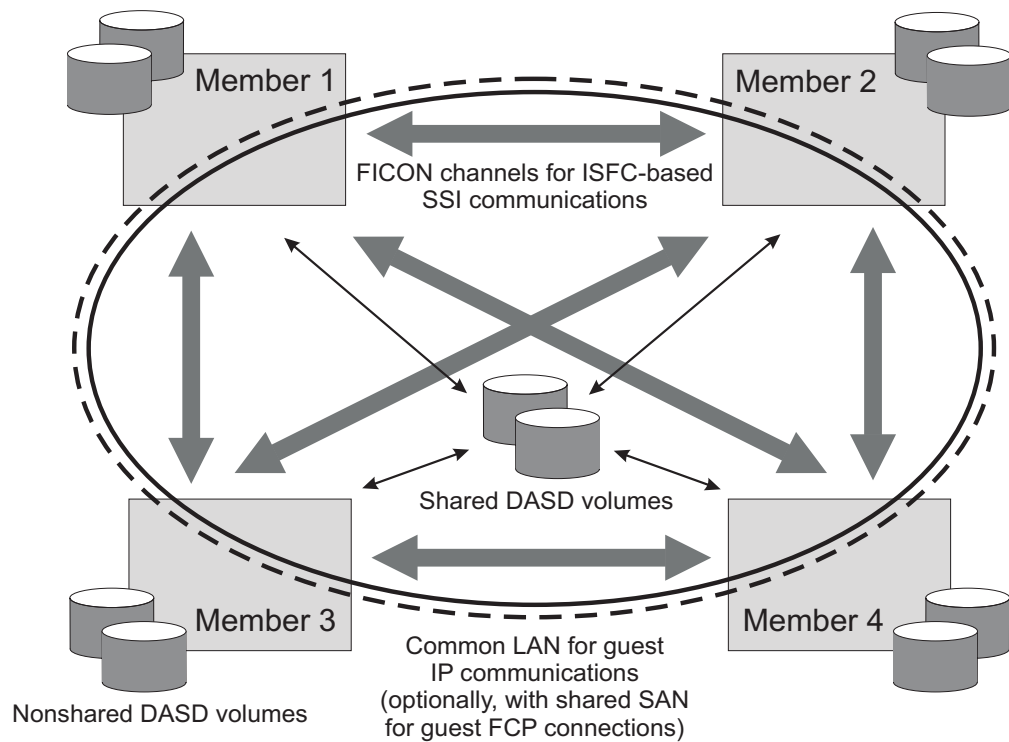 Member 1
Member 2
FICON channels for ISFC-based
SSI communications
Shared DASD volumes
Member 3
Member 4
Common LAN for guest
IP communications
(optionally, with shared SAN
for guest FCP connections)
Nonshared DASD volumes